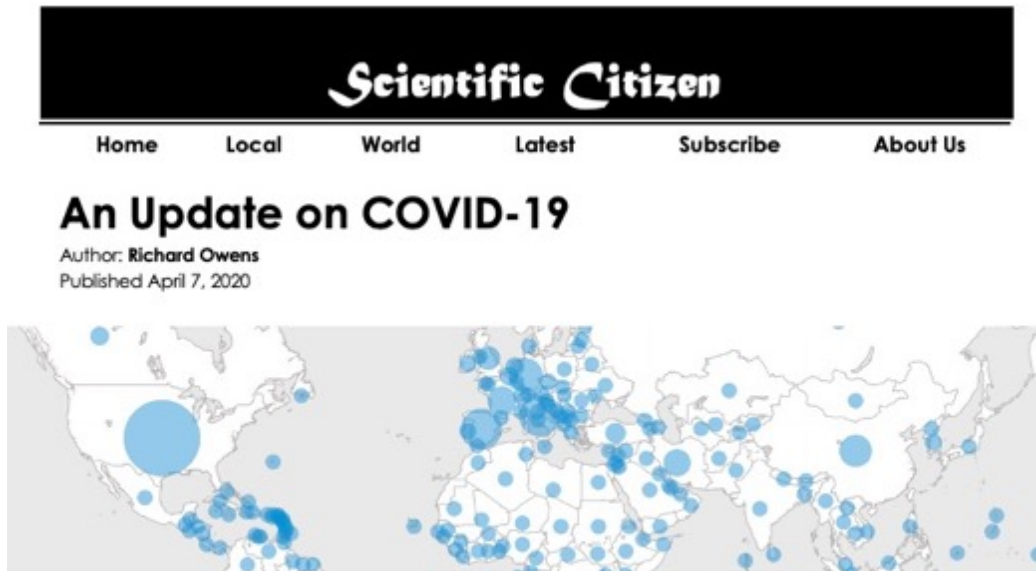 Scientific Citizen
Home Local World Latest Subscribe About Us
An Update on COVID-19
Author: Richard Owens
Published April 7, 2020